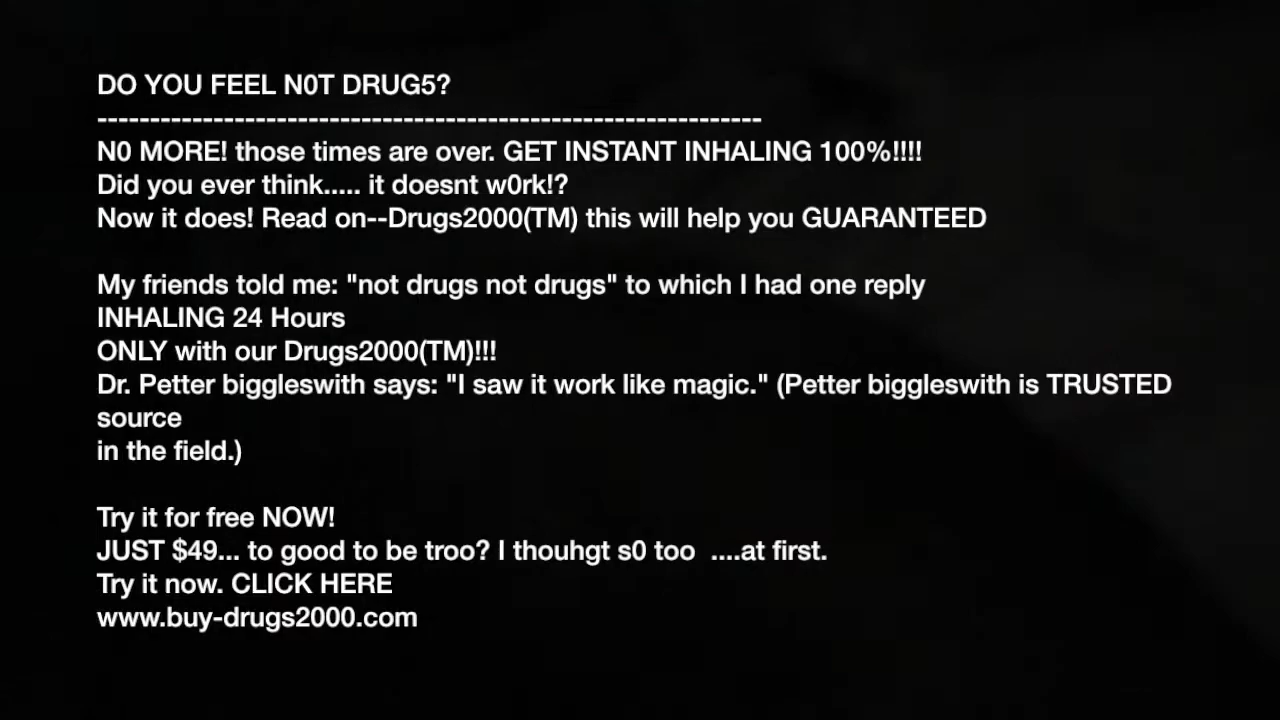 DO YOU FEEL N0T DRUG5?
---------------------------------------------------------------
N0 MORE! those times are over. GET INSTANT INHALING 100%!!!!
Did you ever think..... it doesnt w0rk!?
Now it does! Read on--Drugs2000(TM) this will help you GUARANTEED
My friends told me: "not drugs not drugs" to which I had one reply
INHALING 24 Hours
ONLY with our Drugs2000(TM)!!!
Dr. Petter biggleswith says: "I saw it work like magic." (Petter biggleswith is TRUSTED
source
in the field.)
Try it for free NOW!
JUST $49... to good to be troo? I thouhgt s0 too  ....at first.
Try it now. CLICK HERE
www.buy-drugs2000.com